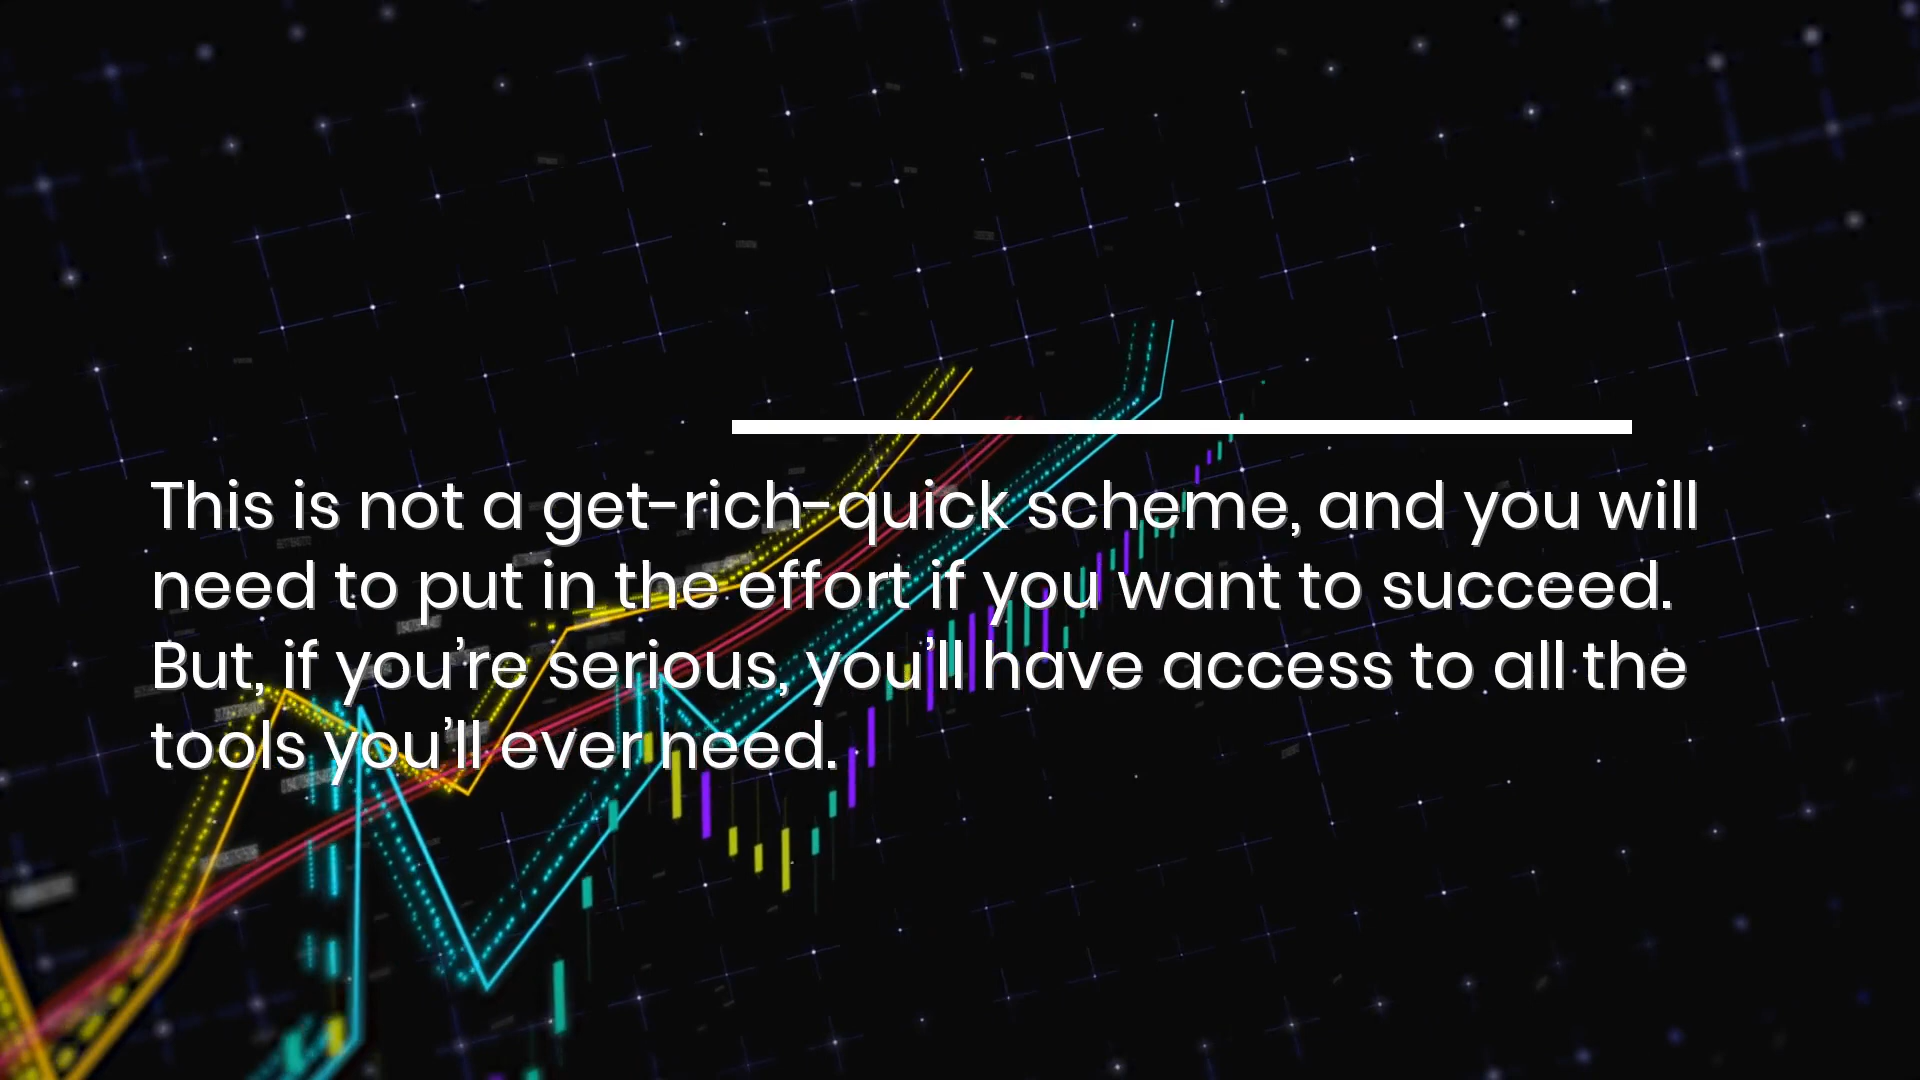 This is not a get-rich-quick scheme, and you will
need to put in the effort if you want to succeed.
But, if you’re serious, you’ll have access to all the
tools you’ll ever need.